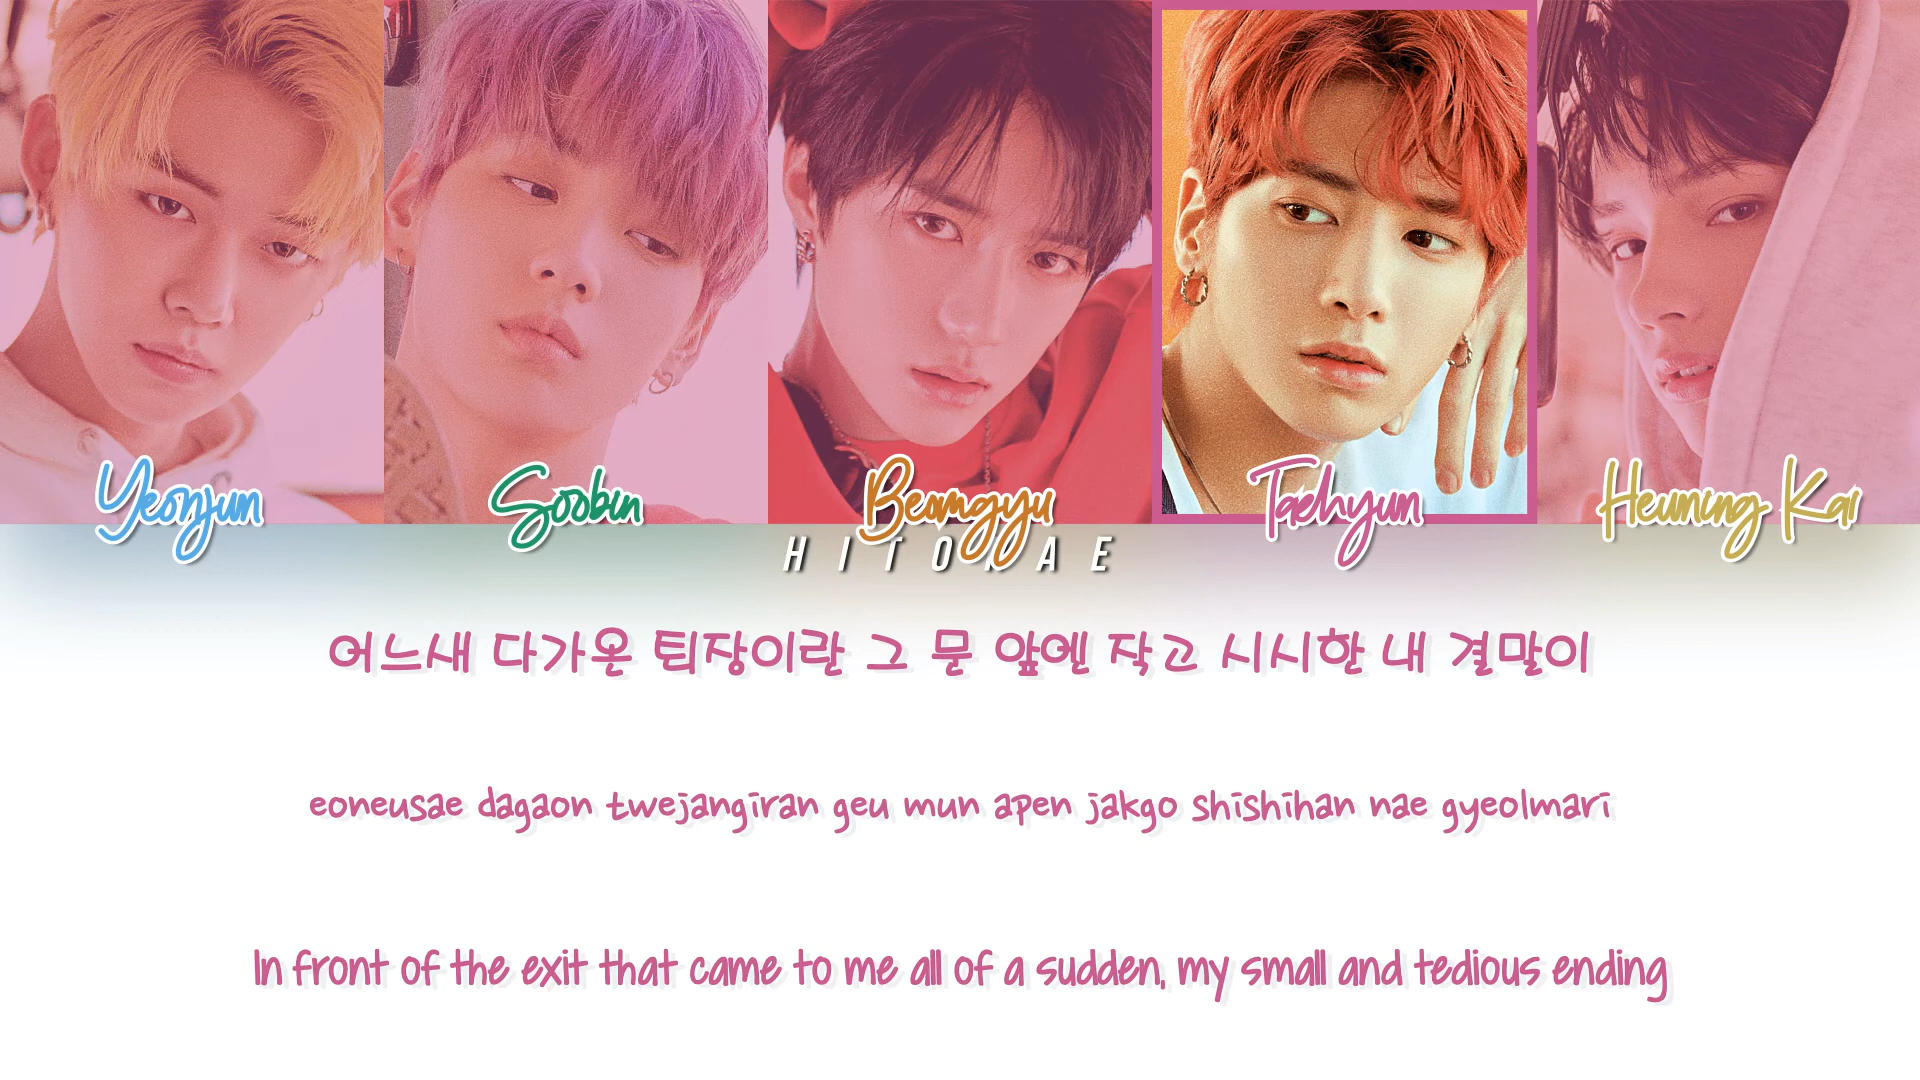 Yeonjun
Soobin
Beomgyu
Taehyun
Heuning Kai
어느새 다가온 퇴장이란 그 문 앞엔 작고 시시한 내 결말이
eoneusae dagaon twejangiran geu mun apen jakgo shishihan nae gyeolmari
In front of the exit that came to me all of a sudden, my small and tedious ending